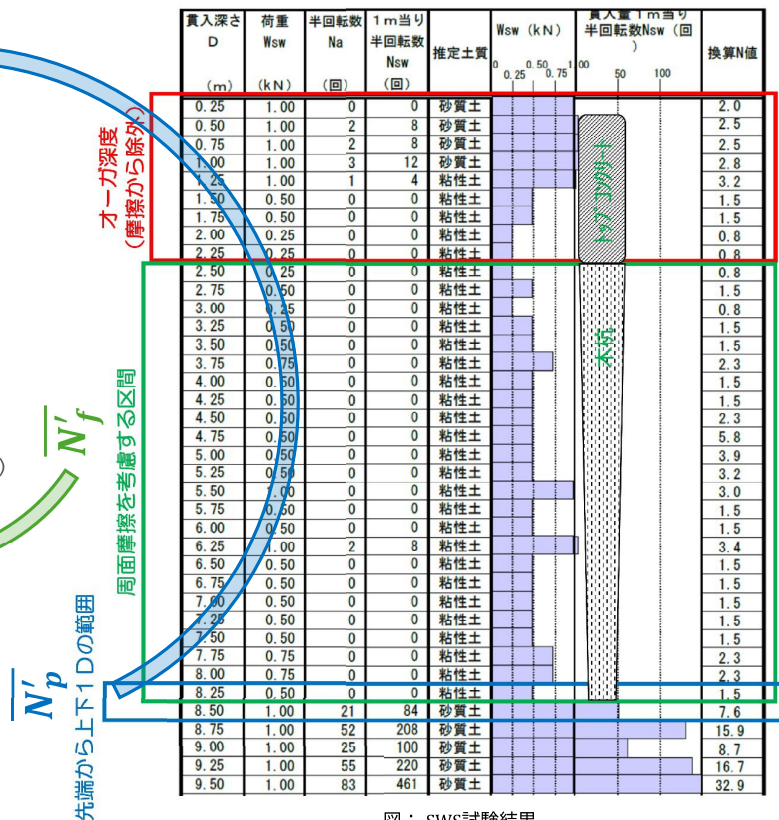 貫入深さ D (m) 荷重 Wsw (kN) 半回転数 Na (回) 1m当り半回転数 Nsw (回) 推定土質 Wsw (kN) 貫入量1m当り半回転数Nsw (回) 換算N値
0 0.25 0.50 0.75 1 00 50 100
0.25 1.00 0 0 砂質土 2.0
0.50 1.00 2 8 砂質土 2.5
0.75 1.00 2 8 砂質土 2.5
1.00 1.00 3 12 砂質土 2.8
1.25 1.00 1 4 粘性土 3.2
1.50 0.50 0 0 粘性土 1.5
1.75 0.50 0 0 粘性土 1.5
2.00 0.25 0 0 粘性土 0.8
2.25 0.25 0 0 粘性土 0.8
2.50 0.25 0 0 粘性土 0.8
2.75 0.50 0 0 粘性土 1.5
3.00 0.25 0 0 粘性土 0.8
3.25 0.50 0 0 粘性土 1.5
3.50 0.50 0 0 粘性土 1.5
3.75 0.75 0 0 粘性土 2.3
4.00 0.50 0 0 粘性土 1.5
4.25 0.50 0 0 粘性土 1.5
4.50 0.50 0 0 粘性土 2.3
4.75 0.50 0 0 粘性土 5.8
5.00 0.50 0 0 粘性土 3.9
5.25 0.50 0 0 粘性土 3.2
5.50 1.00 0 0 粘性土 3.0
5.75 0.50 0 0 粘性土 1.5
6.00 0.50 0 0 粘性土 1.5
6.25 1.00 2 8 粘性土 3.4
6.50 0.50 0 0 粘性土 1.5
6.75 0.50 0 0 粘性土 1.5
7.00 0.50 0 0 粘性土 1.5
7.25 0.50 0 0 粘性土 1.5
7.50 0.50 0 0 粘性土 1.5
7.75 0.75 0 0 粘性土 2.3
8.00 0.75 0 0 粘性土 2.3
8.25 0.50 0 0 粘性土 1.5
8.50 1.00 21 84 砂質土 7.6
8.75 1.00 52 208 砂質土 15.9
9.00 1.00 25 100 砂質土 8.7
9.25 1.00 55 220 砂質土 16.7
9.50 1.00 83 461 砂質土 32.9
オーガ深度
(摩擦から除外)
トップコンクリート
木杭
周面摩擦を考慮する区間
N'f
N'p
先端から上下1Dの範囲
)
図: SWS試験結果